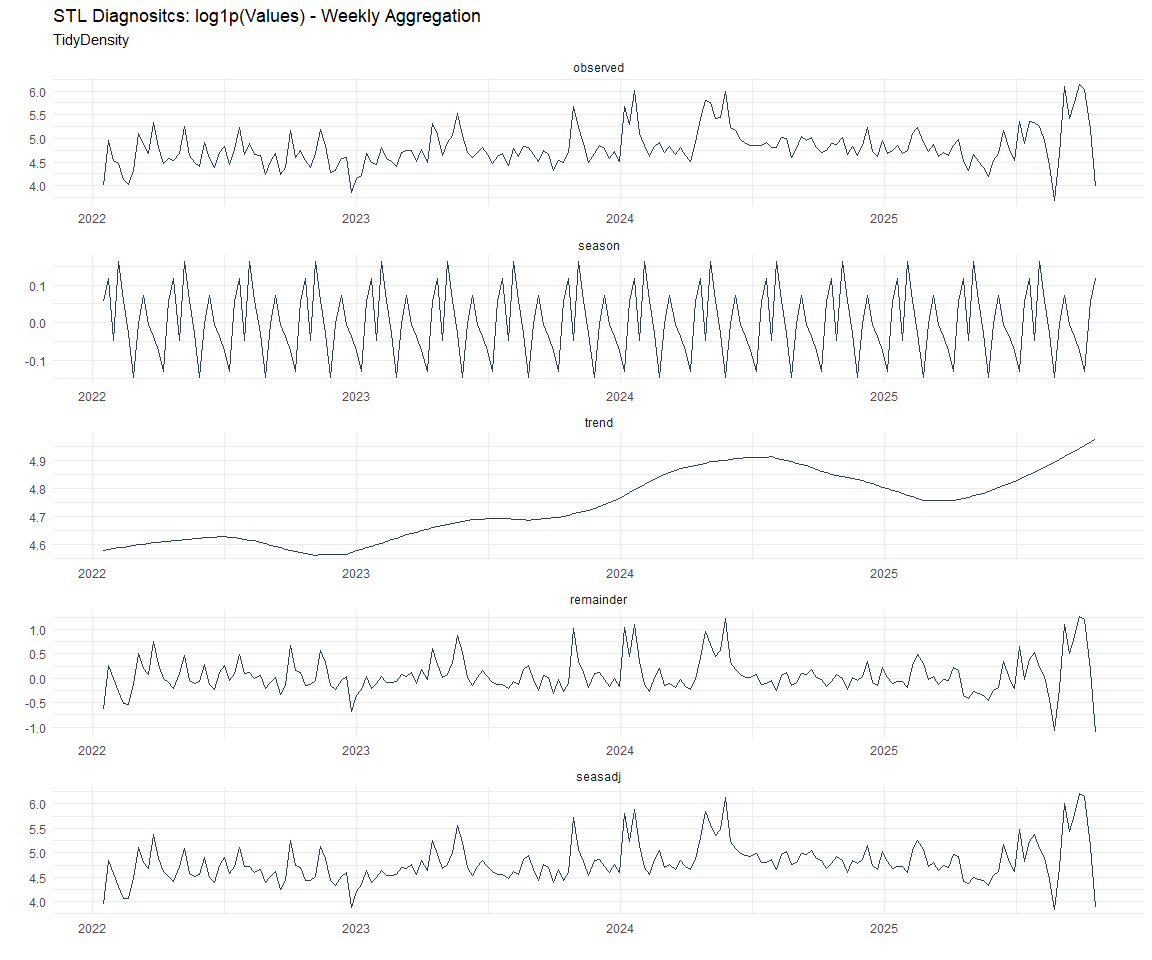 STL Diagnositcs: log1p(Values) - Weekly Aggregation
TidyDensity
observed
6.0
5.5
5.0
4.5
4.0
2022 2023 2024 2025
season
0.1
0.0
-0.1
2022 2023 2024 2025
trend
4.9
4.8
4.7
4.6
2022 2023 2024 2025
remainder
1.0
0.5
0.0
-0.5
-1.0
2022 2023 2024 2025
seasadj
6.0
5.5
5.0
4.5
4.0
2022 2023 2024 2025